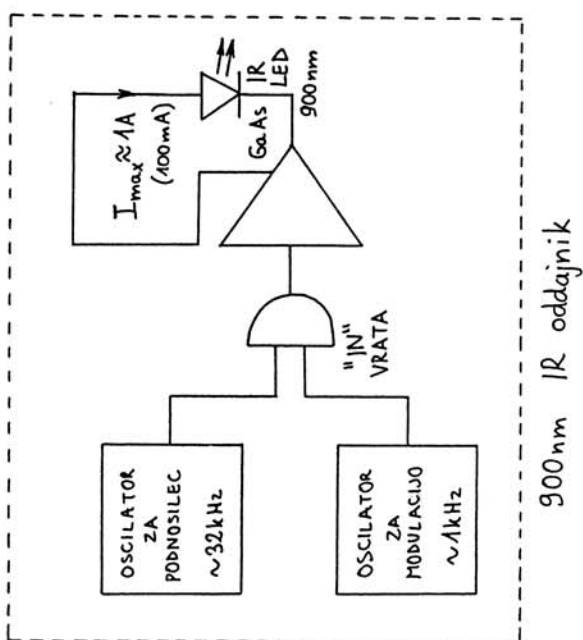 OSCILATOR
ZA
PODNOSILEC
~32kHz
OSCILATOR
ZA
MODULACIJO
~1kHz
"IN"
VRATA
Imax≈1A
(100mA)
GaAs
IR
LED
900nm
900nm IR oddajnik